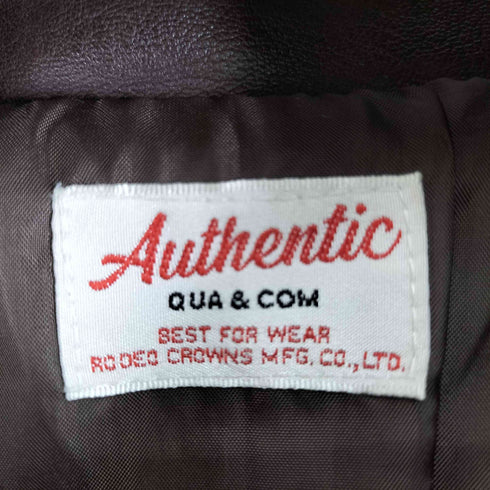 Authentic
QUA & COM
BEST FOR WEAR
RODEO CROWNS MFG. CO., LTD.